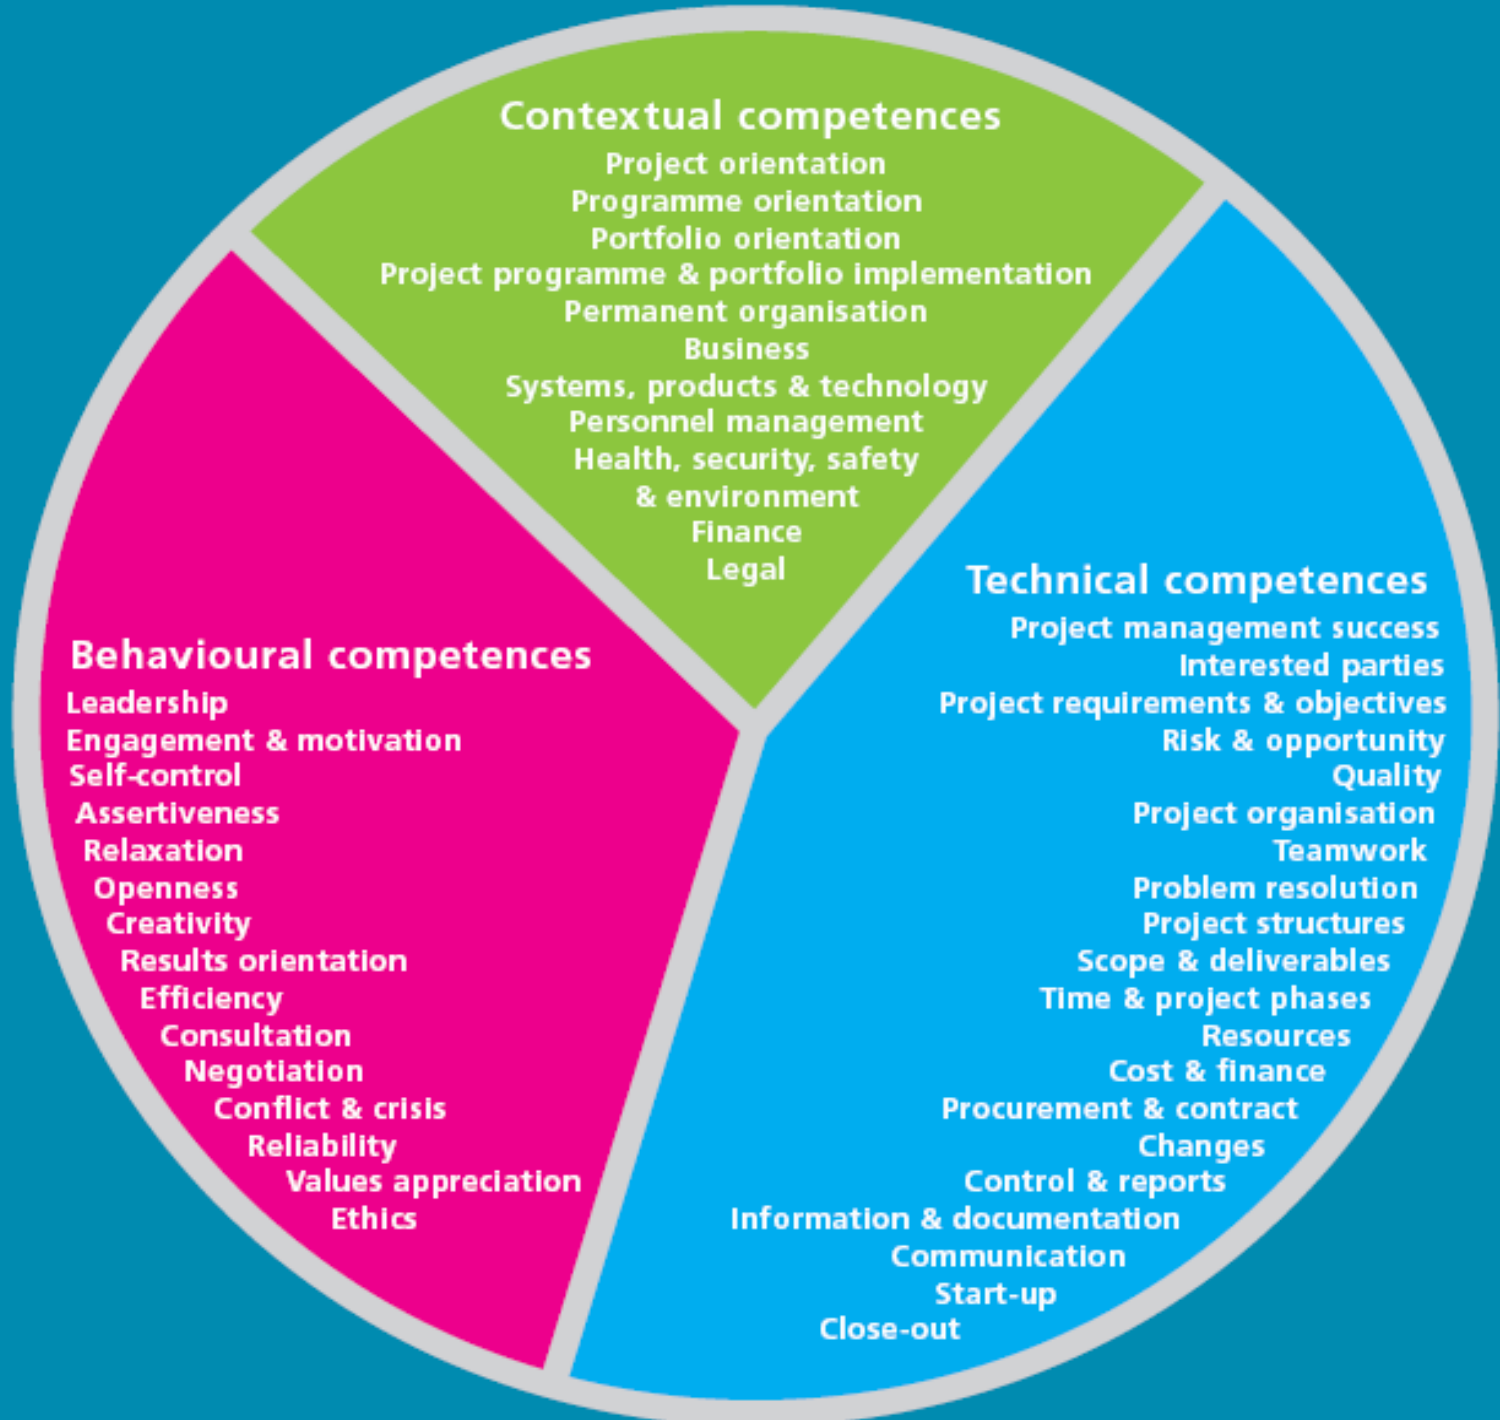 Contextual competences
Project orientation
Programme orientation
Portfolio orientation
Project programme & portfolio implementation
Permanent organisation
Business
Systems, products & technology
Personnel management
Health, security, safety
& environment
Finance
Legal
Behavioural competences
Leadership
Engagement & motivation
Self-control
Assertiveness
Relaxation
Openness
Creativity
Results orientation
Efficiency
Consultation
Negotiation
Conflict & crisis
Reliability
Values appreciation
Ethics
Technical competences
Project management success
Interested parties
Project requirements & objectives
Risk & opportunity
Quality
Project organisation
Teamwork
Problem resolution
Project structures
Scope & deliverables
Time & project phases
Resources
Cost & finance
Procurement & contract
Changes
Control & reports
Information & documentation
Communication
Start-up
Close-out